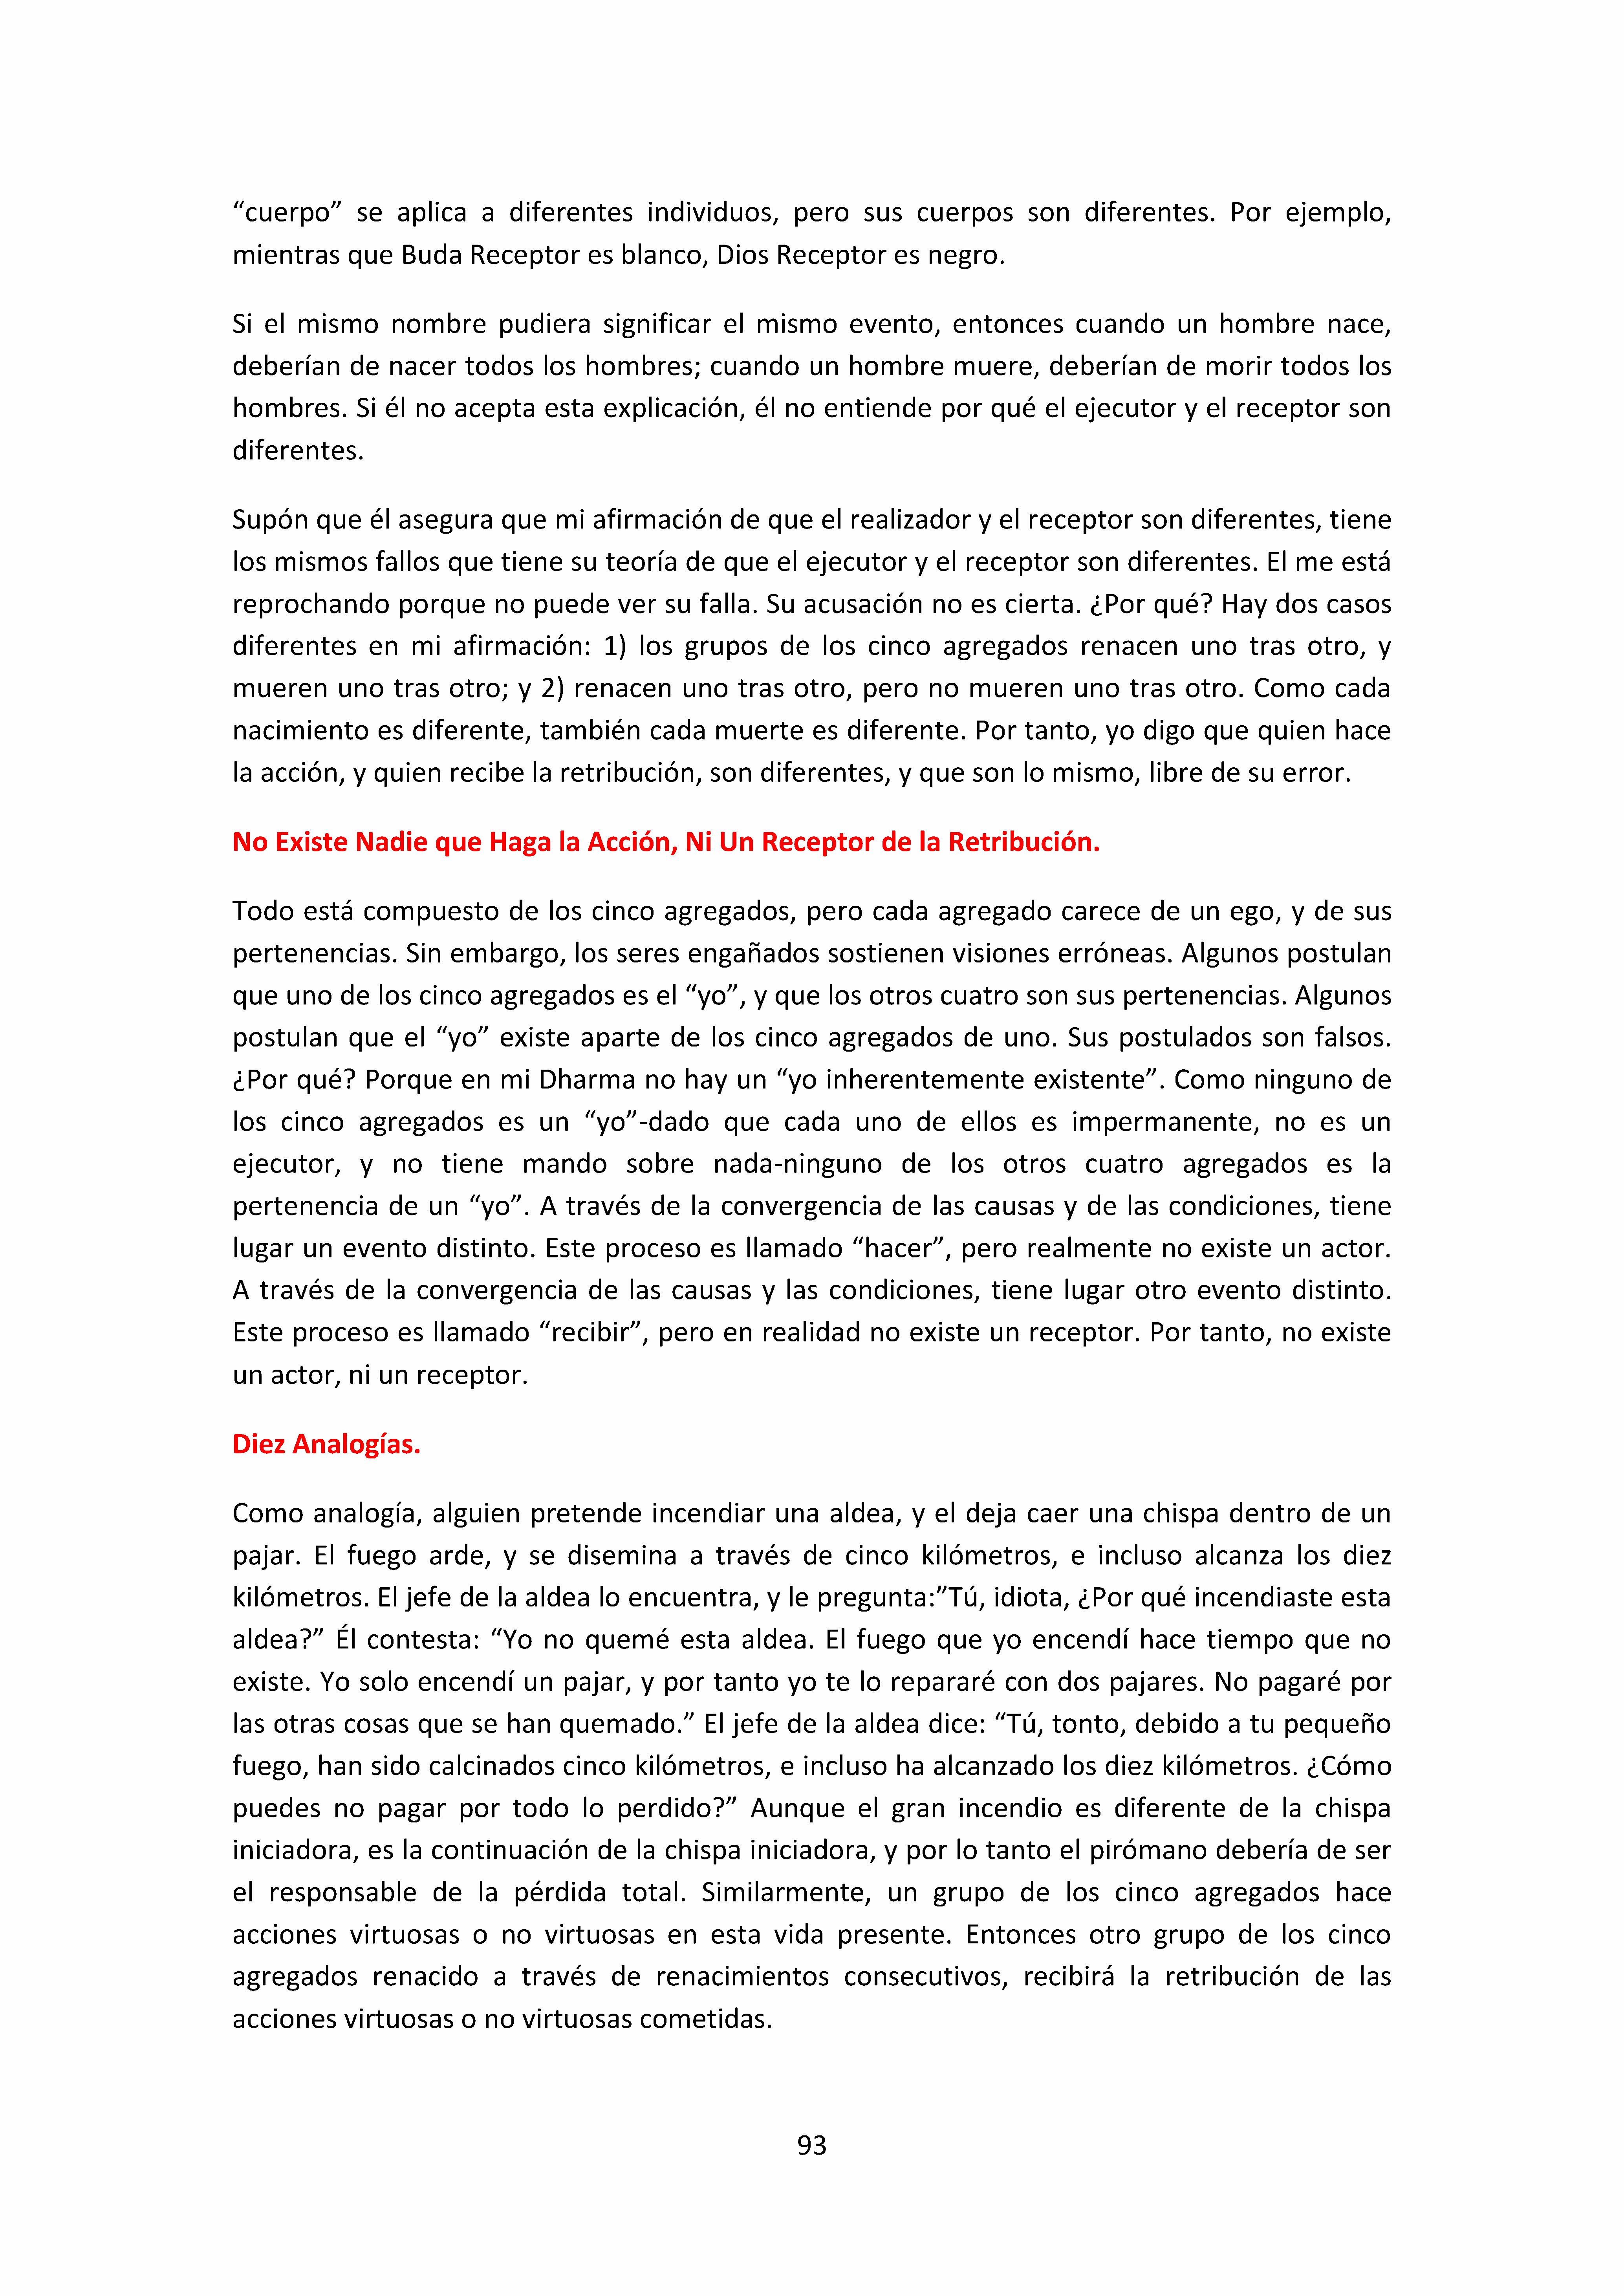 “cuerpo” se aplica a diferentes individuos, pero sus cuerpos son diferentes. Por ejemplo,
mientras que Buda Receptor es blanco, Dios Receptor es negro.
Si el mismo nombre pudiera significar el mismo evento, entonces cuando un hombre nace,
deberían de nacer todos los hombres; cuando un hombre muere, deberían de morir todos los
hombres. Si él no acepta esta explicación, él no entiende por qué el ejecutor y el receptor son
diferentes.
Supón que él asegura que mi afirmación de que el realizador y el receptor son diferentes, tiene
los mismos fallos que tiene su teoría de que el ejecutor y el receptor son diferentes. El me está
reprochando porque no puede ver su falla. Su acusación no es cierta. ¿Por qué? Hay dos casos
diferentes en mi afirmación: 1) los grupos de los cinco agregados renacen uno tras otro, y
mueren uno tras otro; y 2) renacen uno tras otro, pero no mueren uno tras otro. Como cada
nacimiento es diferente, también cada muerte es diferente. Por tanto, yo digo que quien hace
la acción, y quien recibe la retribución, son diferentes, y que son lo mismo, libre de su error.
No Existe Nadie que Haga la Acción, Ni Un Receptor de la Retribución.
Todo está compuesto de los cinco agregados, pero cada agregado carece de un ego, y de sus
pertenencias. Sin embargo, los seres engañados sostienen visiones erróneas. Algunos postulan
que uno de los cinco agregados es el “yo”, y que los otros cuatro son sus pertenencias. Algunos
postulan que el “yo” existe aparte de los cinco agregados de uno. Sus postulados son falsos.
¿Por qué? Porque en mi Dharma no hay un “yo inherentemente existente”. Como ninguno de
los cinco agregados es un “yo”-dado que cada uno de ellos es impermanente, no es un
ejecutor, y no tiene mando sobre nada-ninguno de los otros cuatro agregados es la
pertenencia de un “yo”. A través de la convergencia de las causas y de las condiciones, tiene
lugar un evento distinto. Este proceso es llamado “hacer”, pero realmente no existe un actor.
A través de la convergencia de las causas y las condiciones, tiene lugar otro evento distinto.
Este proceso es llamado “recibir”, pero en realidad no existe un receptor. Por tanto, no existe
un actor, ni un receptor.
Diez Analogías.
Como analogía, alguien pretende incendiar una aldea, y el deja caer una chispa dentro de un
pajar. El fuego arde, y se disemina a través de cinco kilómetros, e incluso alcanza los diez
kilómetros. El jefe de la aldea lo encuentra, y le pregunta:”Tú, idiota, ¿Por qué incendiaste esta
aldea?” Él contesta: “Yo no quemé esta aldea. El fuego que yo encendí hace tiempo que no
existe. Yo solo encendí un pajar, y por tanto yo te lo repararé con dos pajares. No pagaré por
las otras cosas que se han quemado.” El jefe de la aldea dice: “Tú, tonto, debido a tu pequeño
fuego, han sido calcinados cinco kilómetros, e incluso ha alcanzado los diez kilómetros. ¿Cómo
puedes no pagar por todo lo perdido?” Aunque el gran incendio es diferente de la chispa
iniciadora, es la continuación de la chispa iniciadora, y por lo tanto el pirómano debería de ser
el responsable de la pérdida total. Similarmente, un grupo de los cinco agregados hace
acciones virtuosas o no virtuosas en esta vida presente. Entonces otro grupo de los cinco
agregados renacido a través de renacimientos consecutivos, recibirá la retribución de las
acciones virtuosas o no virtuosas cometidas.
93